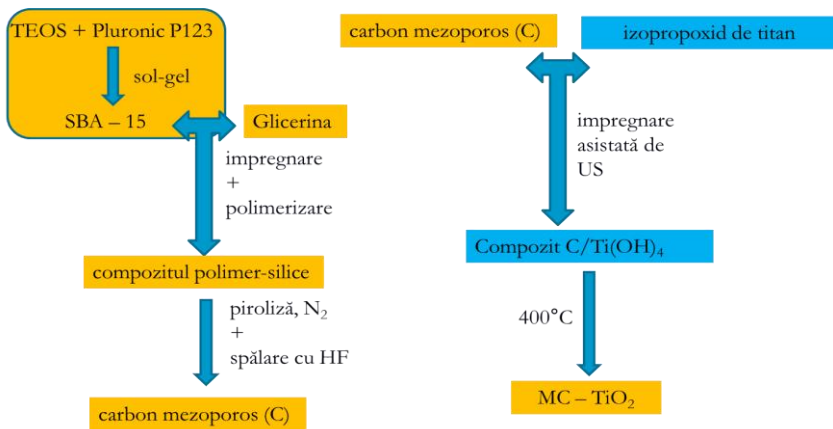 TEOS + Pluronic P123
sol-gel
SBA – 15
Glicerina
impregnare
+
polimerizare
compozitul polimer-silice
piroliză, N₂
+
spălare cu HF
carbon mezoporos (C)
carbon mezoporos (C)
izopropoxid de titan
impregnare
asistată de
US
Compozit C/Ti(OH)₄
400°C
MC – TiO₂